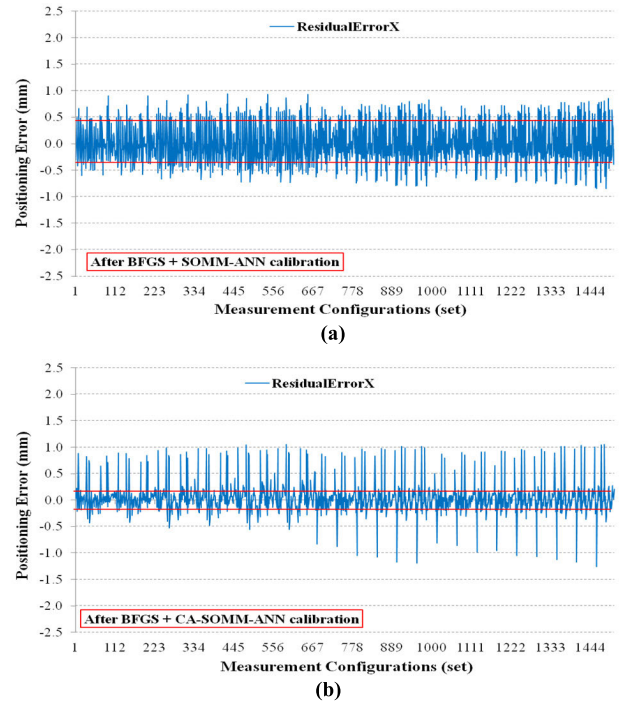 2.5
ResidualErrorX
2.0
1.5
1.0
0.5
0.0
-0.5
-1.0
-1.5
-2.0
-2.5
Positioning Error (mm)
After BFGS + SOMM-ANN calibration
1 112 223 334 445 556 667 778 889 1000 1111 1222 1333 1444
Measurement Configurations (set)
(a)
2.5
ResidualErrorX
2.0
1.5
1.0
0.5
0.0
-0.5
-1.0
-1.5
-2.0
-2.5
Positioning Error (mm)
After BFGS + CA-SOMM-ANN calibration
1 112 223 334 445 556 667 778 889 1000 1111 1222 1333 1444
Measurement Configurations (set)
(b)